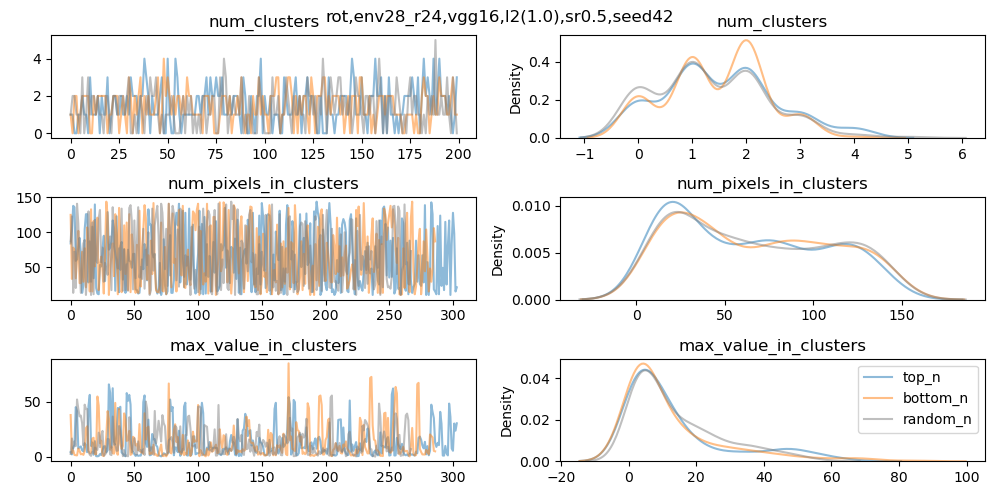 rot,env28_r24,vgg16,l2(1.0),sr0.5,seed42
num_clusters
num_clusters
4
2
0
0 25 50 75 100 125 150 175 200
Density
0.4
0.2
0.0
−1 0 1 2 3 4 5 6
num_pixels_in_clusters
num_pixels_in_clusters
150
100
50
0 50 100 150 200 250 300
Density
0.010
0.005
0.000
0 50 100 150
max_value_in_clusters
max_value_in_clusters
50
0
0 50 100 150 200 250 300
Density
0.04
0.02
0.00
−20 0 20 40 60 80 100
top_n
bottom_n
random_n